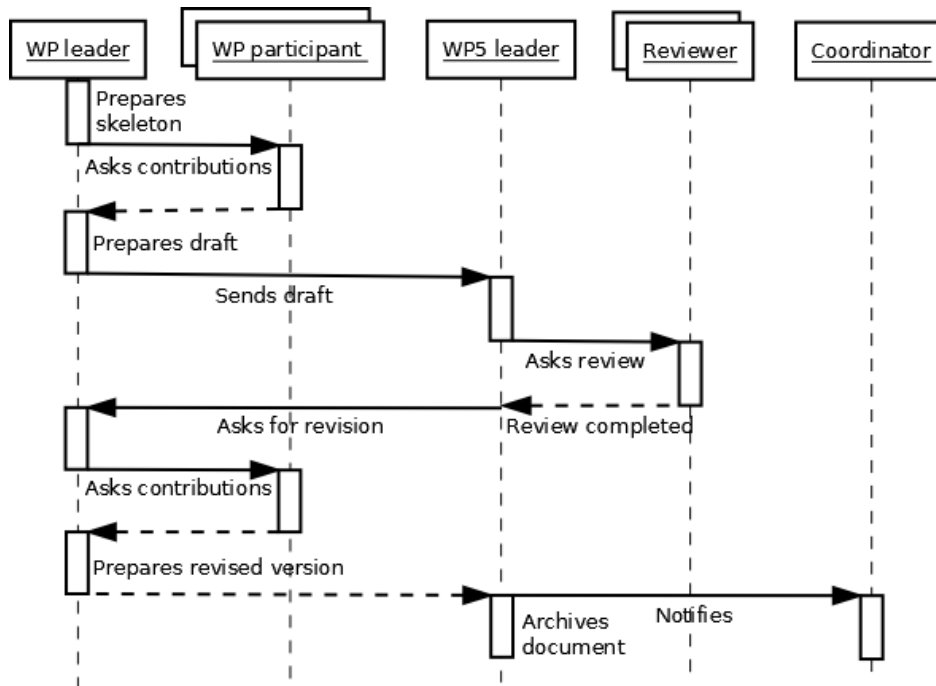 WP leader
WP participant
WP5 leader
Reviewer
Coordinator
Prepares
skeleton
Asks contributions
Prepares draft
Sends draft
Asks review
Asks for revision
Review completed
Asks contributions
Prepares revised version
Notifies
Archives
document